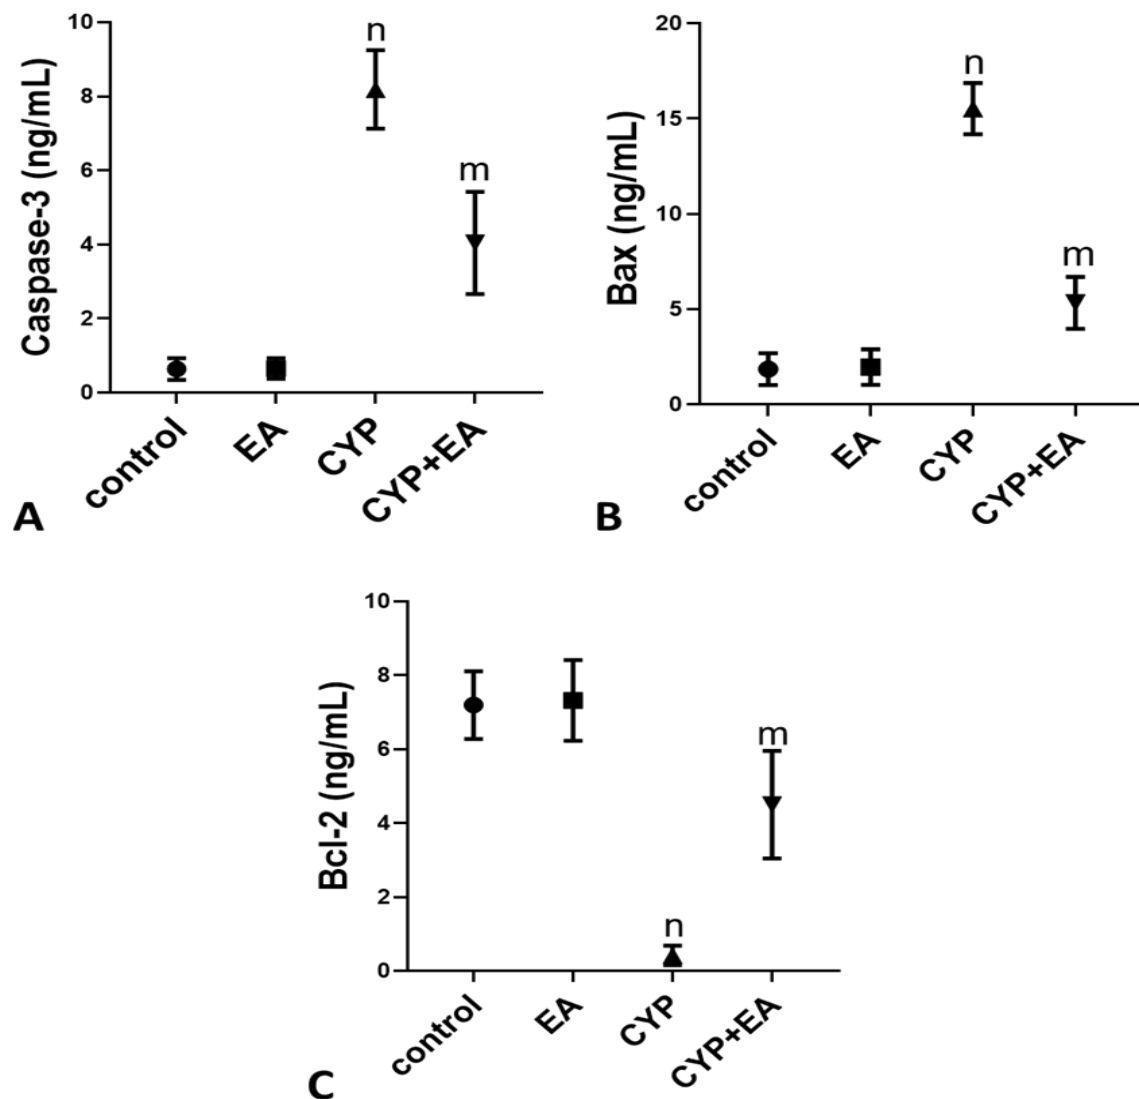 Caspase-3 (ng/mL)
10
8
6
4
2
0
n
m
control
EA
CYP
CYP+EA
A
Bax (ng/mL)
20
15
10
5
0
n
m
control
EA
CYP
CYP+EA
B
Bcl-2 (ng/mL)
10
8
6
4
2
0
n
m
control
EA
CYP
CYP+EA
C